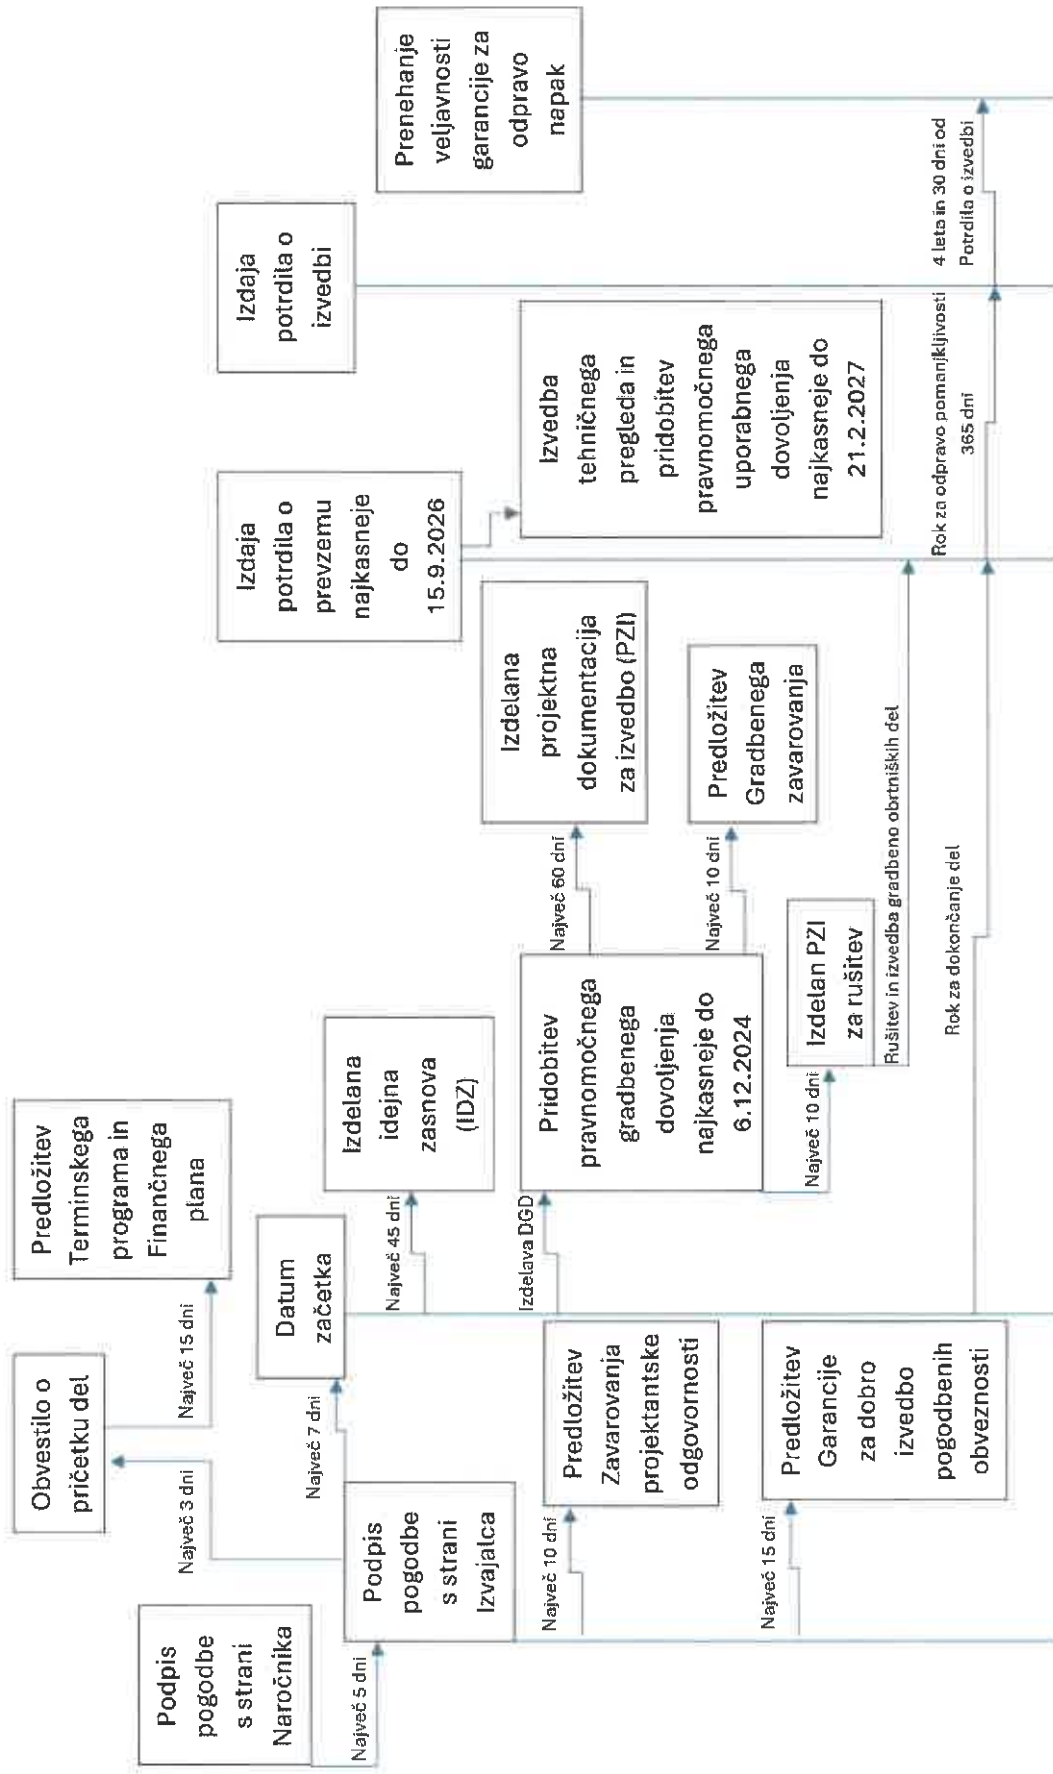 Podpis
pogodbe
s strani
Naročnika
Največ 5 dni
Podpis
pogodbe
s strani
Izvajalca
Največ 3 dni
Obvestilo o
pričetku del
Največ 15 dni
Predložitev
Terminskega
programa in
Finančnega
plana
Največ 7 dni
Datum
začetka
Največ 10 dni
Predložitev
Zavarovanja
projektantske
odgovornosti
Največ 15 dni
Predložitev
Garancije
za dobro
izvedbo
pogodbenih
obveznosti
Največ 45 dni
Izdelana
idejna
zasnova
(IDZ)
Izdelava DGD
Pridobitev
pravnomočnega
gradbenega
dovoljenja
najkasneje do
6.12.2024
Največ 60 dni
Izdelana
projektna
dokumentacija
za izvedbo (PZI)
Največ 10 dni
Predložitev
Gradbenega
zavarovanja
Največ 10 dni
Izdelan PZI
za rušitev
Rušitev in izvedba gradbeno obrtniških del
Rok za dokončanje del
Izdaja
potrdila o
prevzemu
najkasneje
do
15.9.2026
Izvedba
tehničnega
pregleda in
pridobitev
pravnomočnega
uporabnega
dovoljenja
najkasneje do
21.2.2027
Rok za odpravo pomanjkljivosti
365 dni
Izdaja
potrdila o
izvedbi
4 leta in 30 dni od
Potrdila o izvedbi
Prenehanje
veljavnosti
garancije za
odpravo
napak